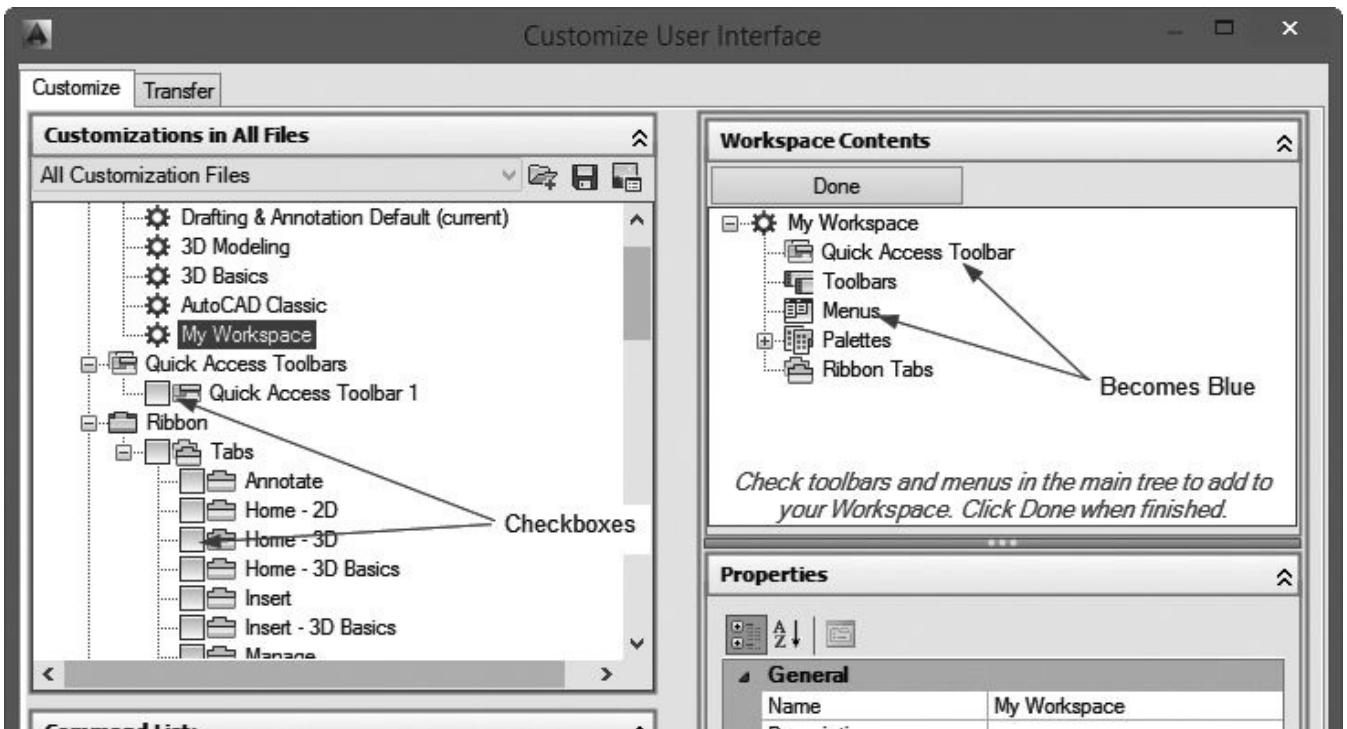 Customize User Interface
Customize
Transfer
Customizations in All Files
All Customization Files
Drafting & Annotation Default (current)
3D Modeling
3D Basics
AutoCAD Classic
My Workspace
Quick Access Toolbars
Quick Access Toolbar 1
Ribbon
Tabs
Annotate
Home - 2D
Home - 3D
Home - 3D Basics
Insert
Insert - 3D Basics
Manage
Checkboxes
Workspace Contents
Done
My Workspace
Quick Access Toolbar
Toolbars
Menus
Palettes
Ribbon Tabs
Becomes Blue
Check toolbars and menus in the main tree to add to
your Workspace. Click Done when finished.
Properties
General
Name My Workspace